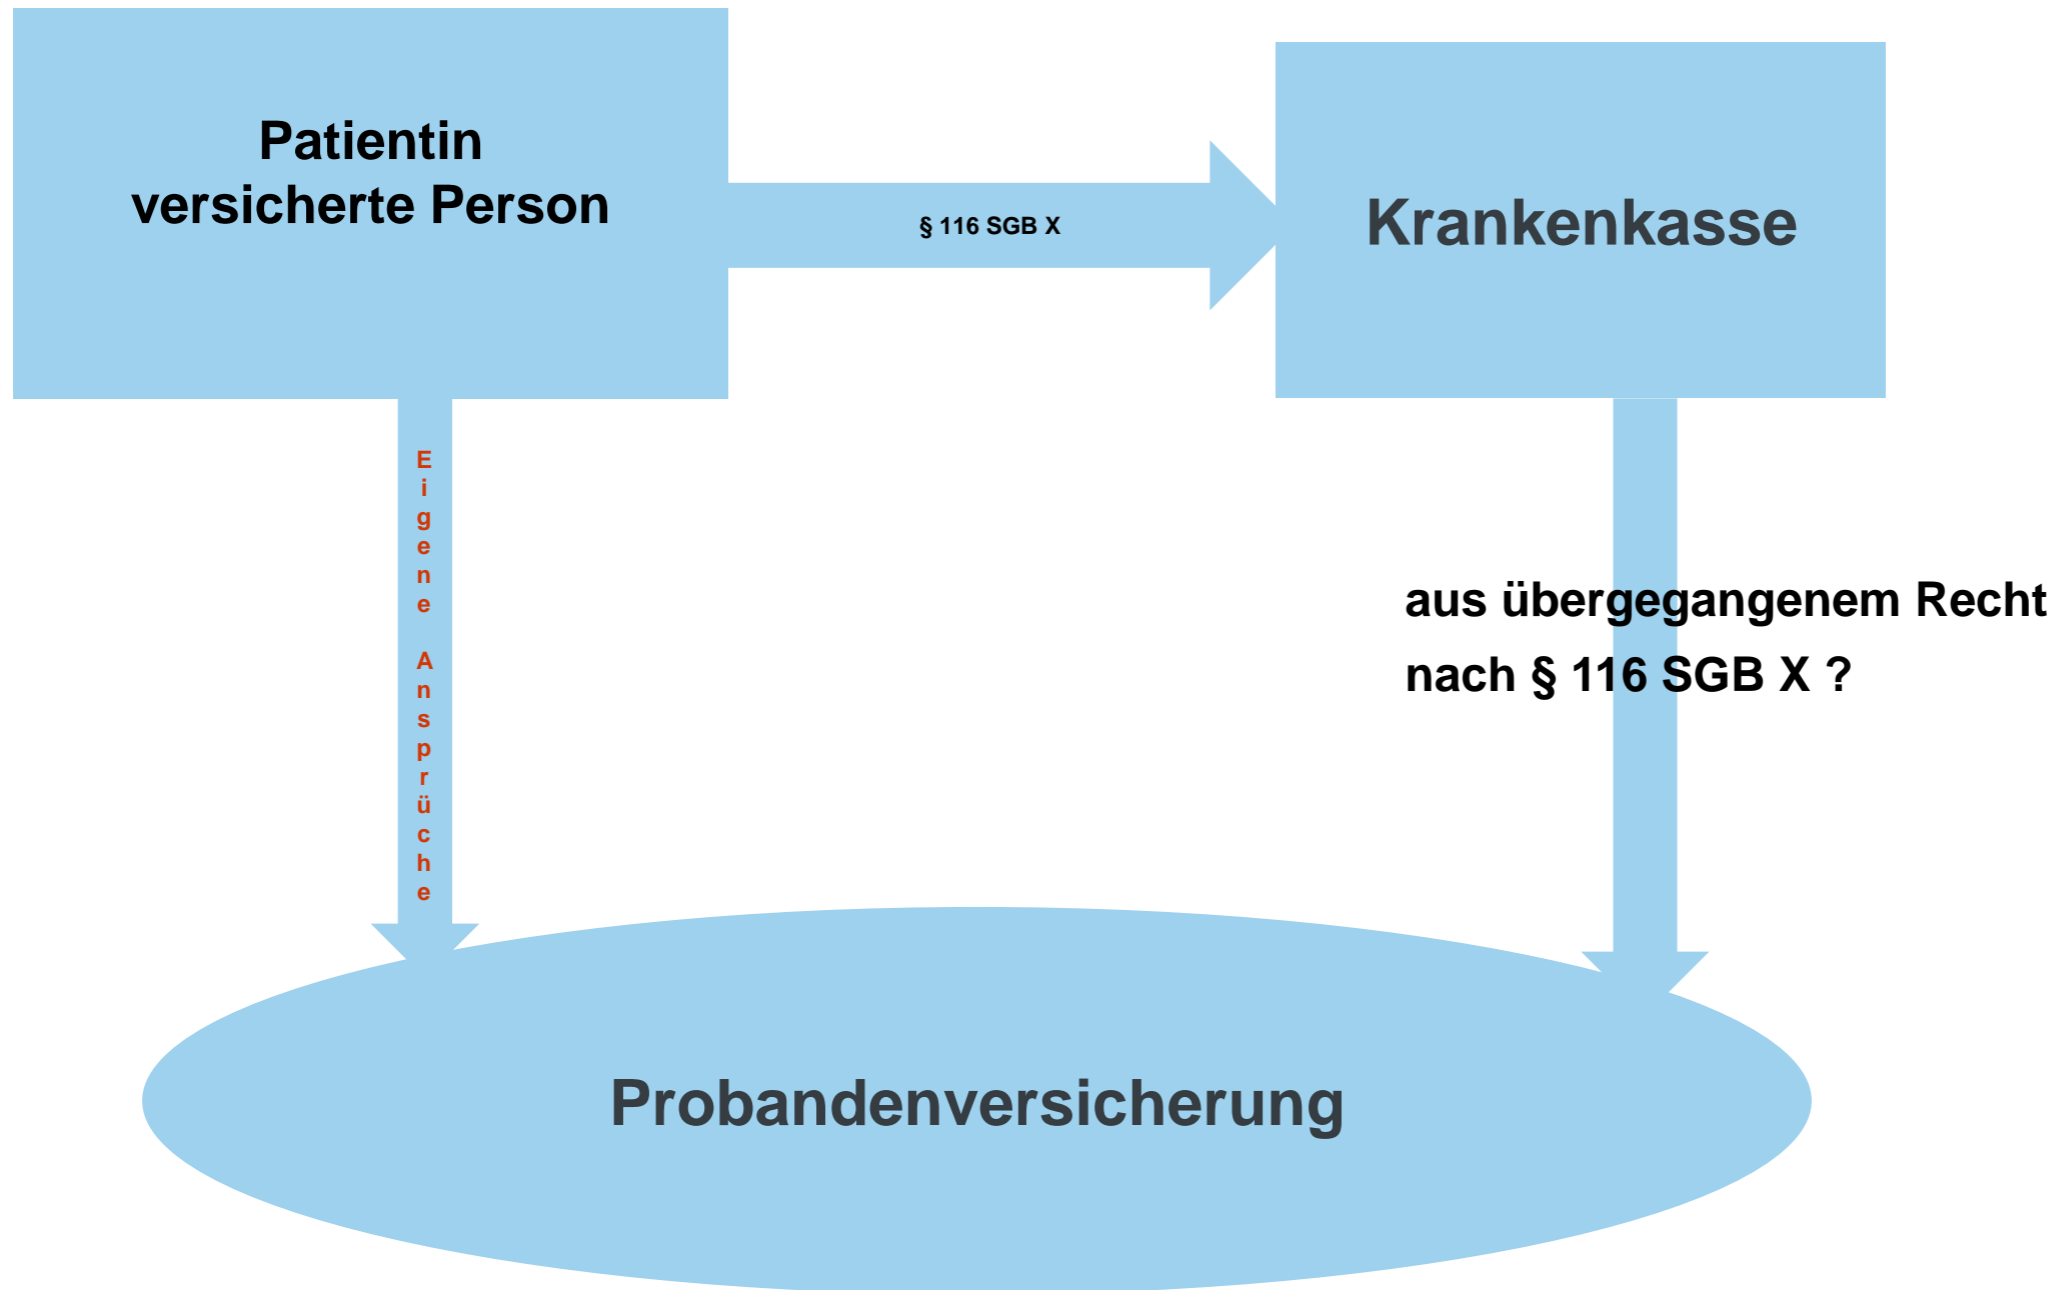 Patientin
versicherte Person
§ 116 SGB X
Krankenkasse
Eigene Ansprüche
aus übergegangenem Recht
nach § 116 SGB X ?
Probandenversicherung